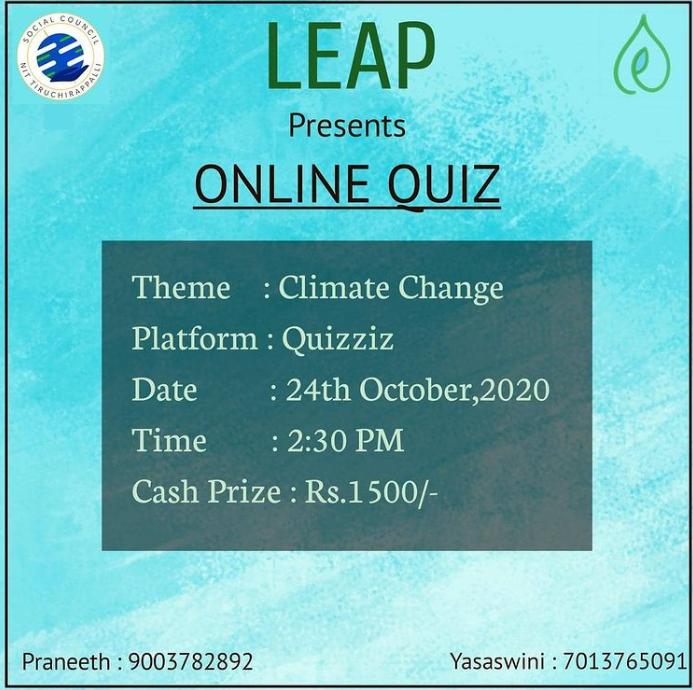 SOCIAL COUNCIL
NIT TIRUCHIRAPPALLI
LEAP
Presents
ONLINE QUIZ
Theme : Climate Change
Platform : Quizziz
Date : 24th October,2020
Time : 2:30 PM
Cash Prize : Rs.1500/-
Praneeth : 9003782892
Yasaswini : 7013765091